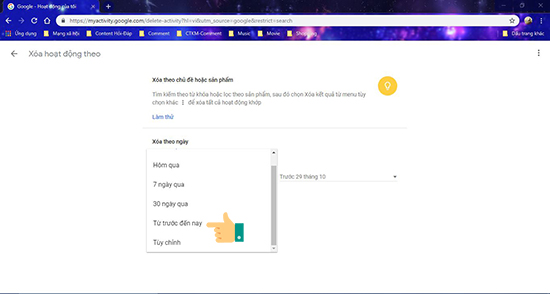 Google - Hoạt động của tôi
https://myactivity.google.com/delete-activity?hl=vi&utm_source=google&restrict=search
Ứng dụng Mạng xã hội Content Hỏi-Đáp Comment CTKM-Comment Music Movie Shopping Dấu trang khác
Xóa hoạt động theo
Xóa theo chủ đề hoặc sản phẩm
Tìm kiếm theo từ khóa hoặc lọc theo sản phẩm, sau đó chọn Xóa kết quả từ menu tùy
chọn khác để xóa tất cả hoạt động khớp
Làm thử
Xóa theo ngày
Hôm qua
7 ngày qua
Trước 29 tháng 10
30 ngày qua
Từ trước đến nay
Tùy chỉnh